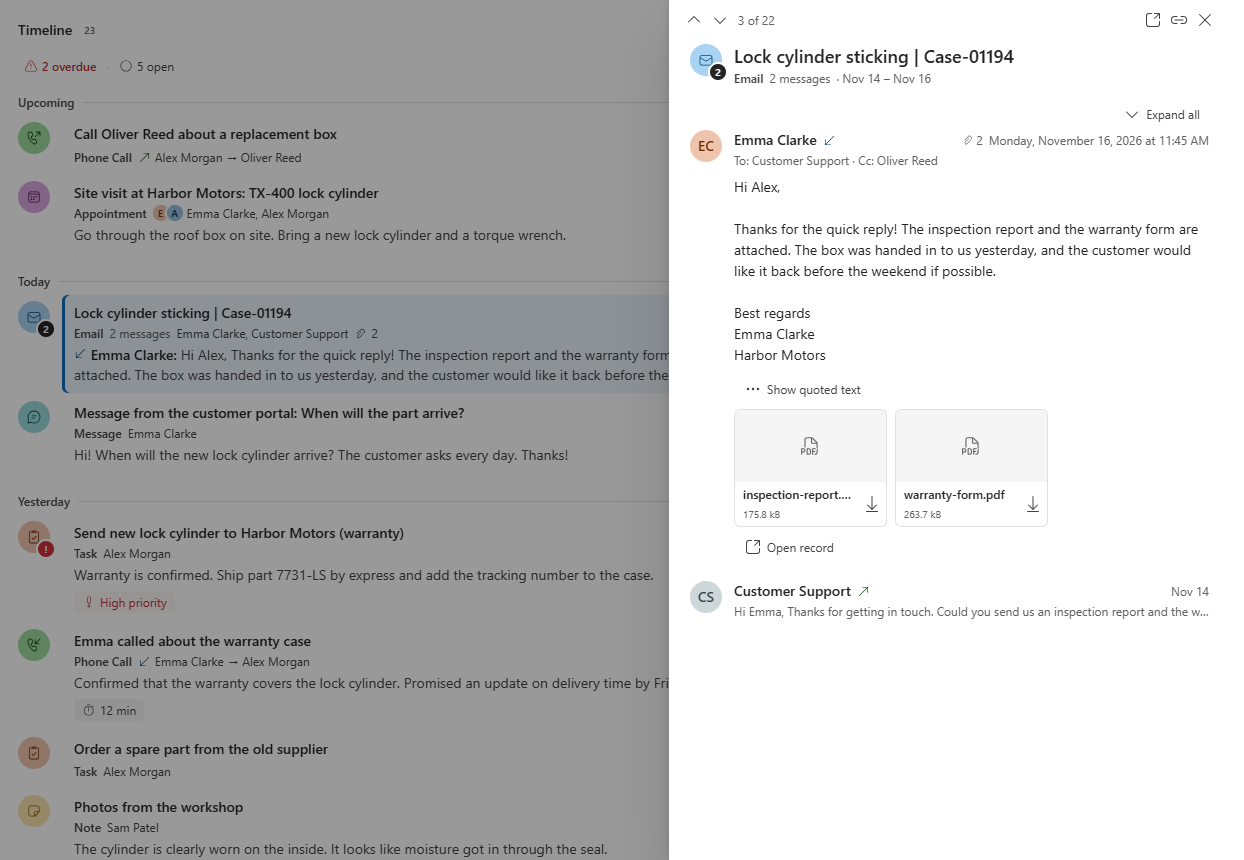 Timeline 23
2 overdue · 5 open
Upcoming
Call Oliver Reed about a replacement box
Phone Call Alex Morgan → Oliver Reed
Site visit at Harbor Motors: TX-400 lock cylinder
Appointment E A Emma Clarke, Alex Morgan
Go through the roof box on site. Bring a new lock cylinder and a torque wrench.
Today
2
Lock cylinder sticking | Case-01194
Email 2 messages Emma Clarke, Customer Support 2
Emma Clarke: Hi Alex, Thanks for the quick reply! The inspection report and the warranty form
attached. The box was handed in to us yesterday, and the customer would like it back before the
Message from the customer portal: When will the part arrive?
Message Emma Clarke
Hi! When will the new lock cylinder arrive? The customer asks every day. Thanks!
Yesterday
Send new lock cylinder to Harbor Motors (warranty)
Task Alex Morgan
Warranty is confirmed. Ship part 7731-LS by express and add the tracking number to the case.
High priority
Emma called about the warranty case
Phone Call Emma Clarke → Alex Morgan
Confirmed that the warranty covers the lock cylinder. Promised an update on delivery time by Fri
12 min
Order a spare part from the old supplier
Task Alex Morgan
Photos from the workshop
Note Sam Patel
The cylinder is clearly worn on the inside. It looks like moisture got in through the seal.
3 of 22
2
Lock cylinder sticking | Case-01194
Email 2 messages · Nov 14 – Nov 16
Expand all
EC
Emma Clarke 2 Monday, November 16, 2026 at 11:45 AM
To: Customer Support · Cc: Oliver Reed
Hi Alex,
Thanks for the quick reply! The inspection report and the warranty form are
attached. The box was handed in to us yesterday, and the customer would
like it back before the weekend if possible.
Best regards
Emma Clarke
Harbor Motors
··· Show quoted text
PDF
inspection-report....
175.8 kB
PDF
warranty-form.pdf
263.7 kB
Open record
CS
Customer Support Nov 14
Hi Emma, Thanks for getting in touch. Could you send us an inspection report and the w...